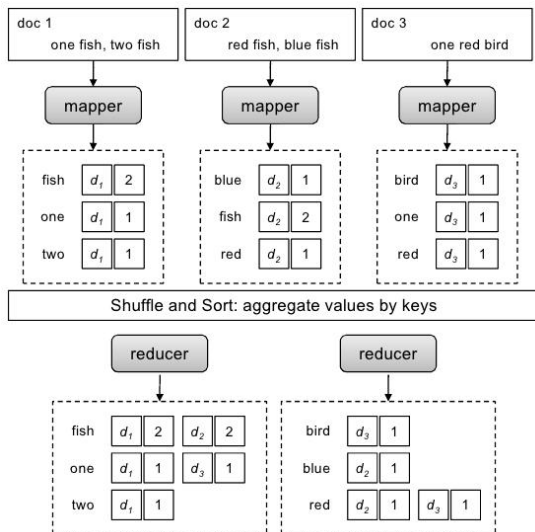 doc 1
one fish, two fish
doc 2
red fish, blue fish
doc 3
one red bird
mapper
mapper
mapper
fish d₁ 2
one d₁ 1
two d₁ 1
blue d₂ 1
fish d₂ 2
red d₂ 1
bird d₃ 1
one d₃ 1
red d₃ 1
Shuffle and Sort: aggregate values by keys
reducer
reducer
fish d₁ 2 d₂ 2
one d₁ 1 d₃ 1
two d₁ 1
bird d₃ 1
blue d₂ 1
red d₂ 1 d₃ 1